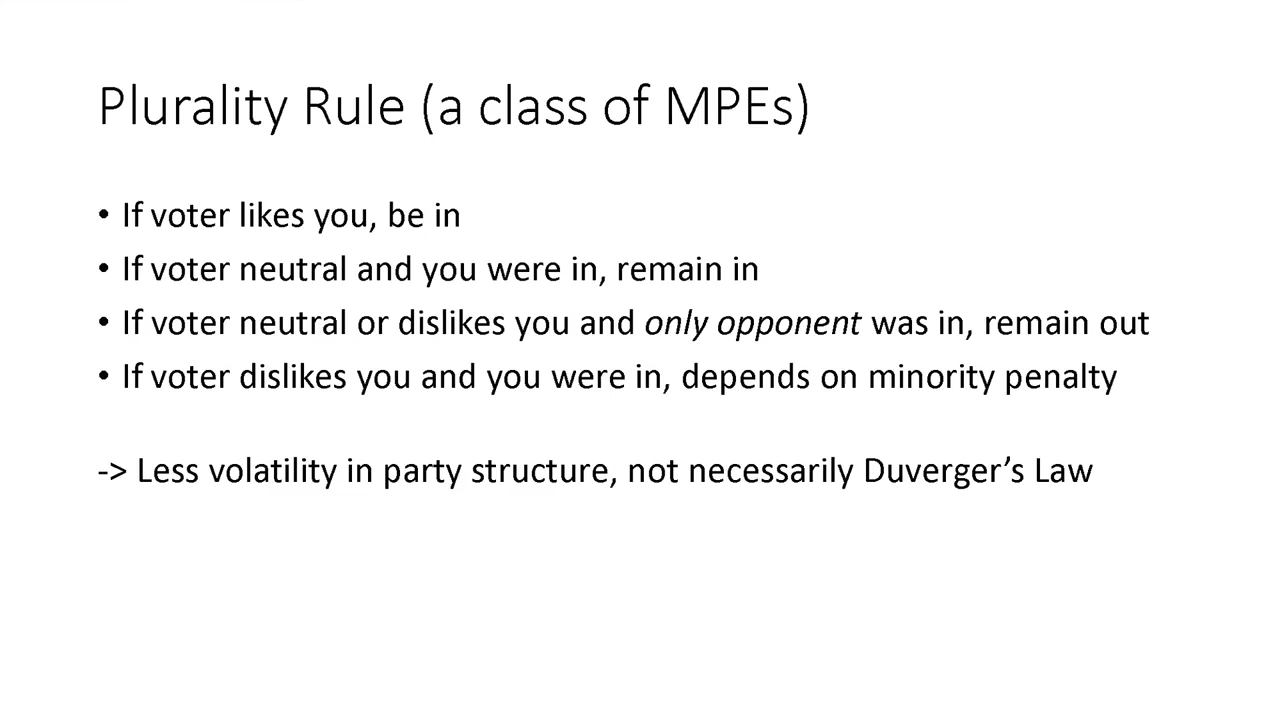 Plurality Rule (a class of MPEs)
• If voter likes you, be in
• If voter neutral and you were in, remain in
• If voter neutral or dislikes you and only opponent was in, remain out
• If voter dislikes you and you were in, depends on minority penalty
-> Less volatility in party structure, not necessarily Duverger’s Law